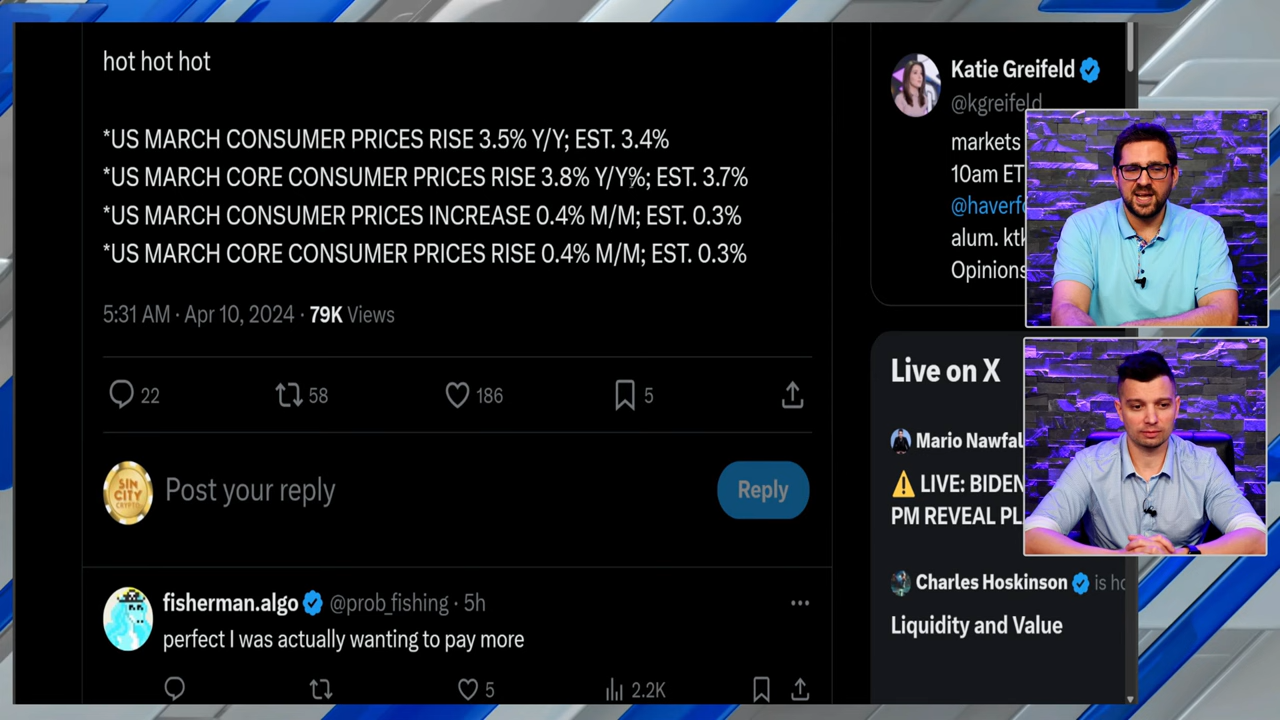 hot hot hot
*US MARCH CONSUMER PRICES RISE 3.5% Y/Y; EST. 3.4%
*US MARCH CORE CONSUMER PRICES RISE 3.8% Y/Y%; EST. 3.7%
*US MARCH CONSUMER PRICES INCREASE 0.4% M/M; EST. 0.3%
*US MARCH CORE CONSUMER PRICES RISE 0.4% M/M; EST. 0.3%
5:31 AM · Apr 10, 2024 · 79K Views
22 58 186 5
SIN CITY CRYPTO
Post your reply
Reply
fisherman.algo @prob_fishing · 5h
perfect I was actually wanting to pay more
5 2.2K
Katie Greifeld
@kgreifeld
markets
10am ET
@haverfo
alum. ktk
Opinions
Live on X
Mario Nawfal
⚠️ LIVE: BIDEN
PM REVEAL PL
Charles Hoskinson is ho
Liquidity and Value